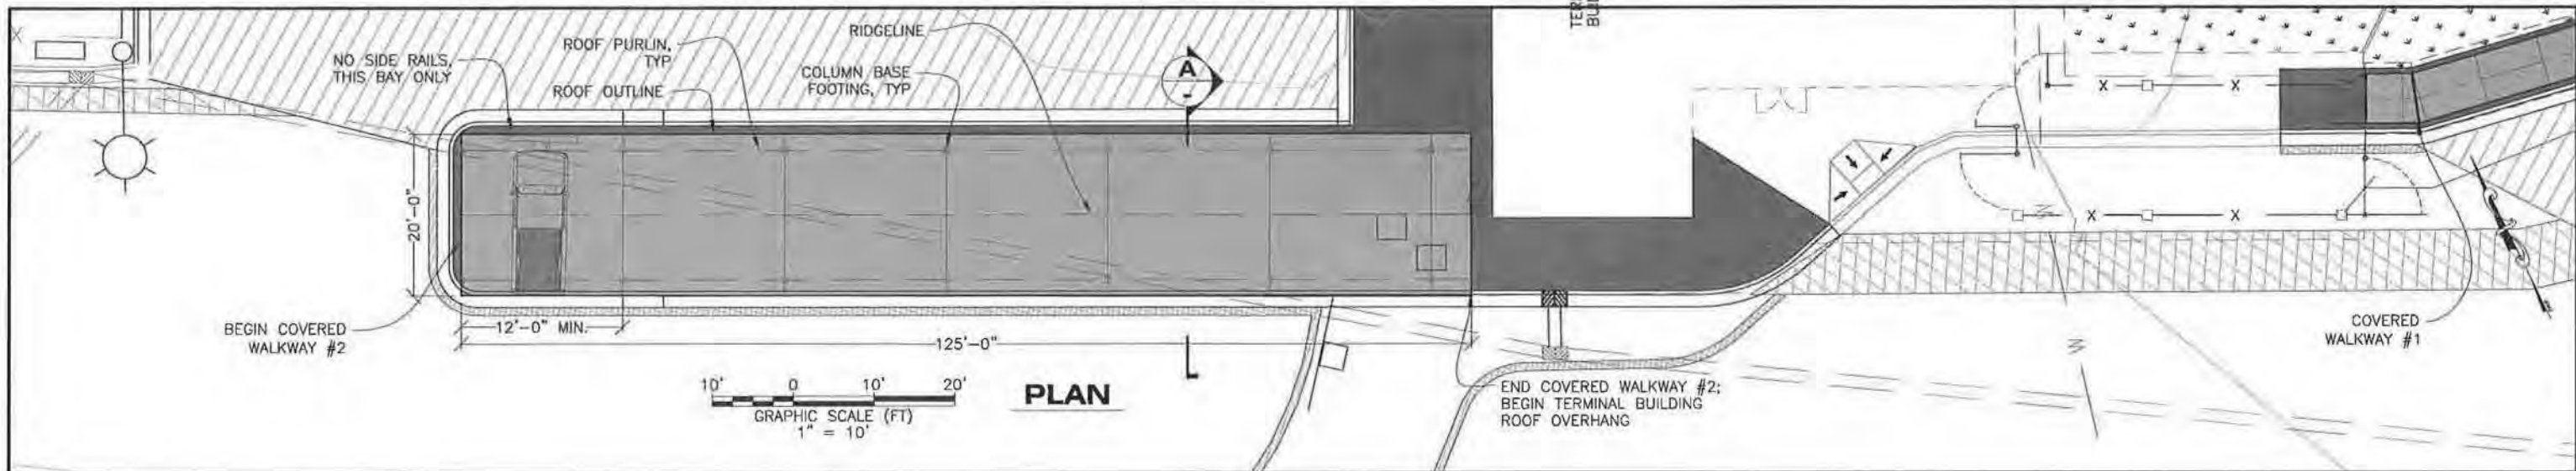 NO SIDE RAILS,
THIS BAY ONLY
ROOF PURLIN,
TYP
ROOF OUTLINE
RIDGELINE
COLUMN BASE
FOOTING, TYP
A
-
20'-0"
12'-0" MIN.
125'-0"
BEGIN COVERED
WALKWAY #2
10' 0 10' 20'
GRAPHIC SCALE (FT)
1" = 10'
PLAN
END COVERED WALKWAY #2;
BEGIN TERMINAL BUILDING
ROOF OVERHANG
X X
X X
W
W
COVERED
WALKWAY #1